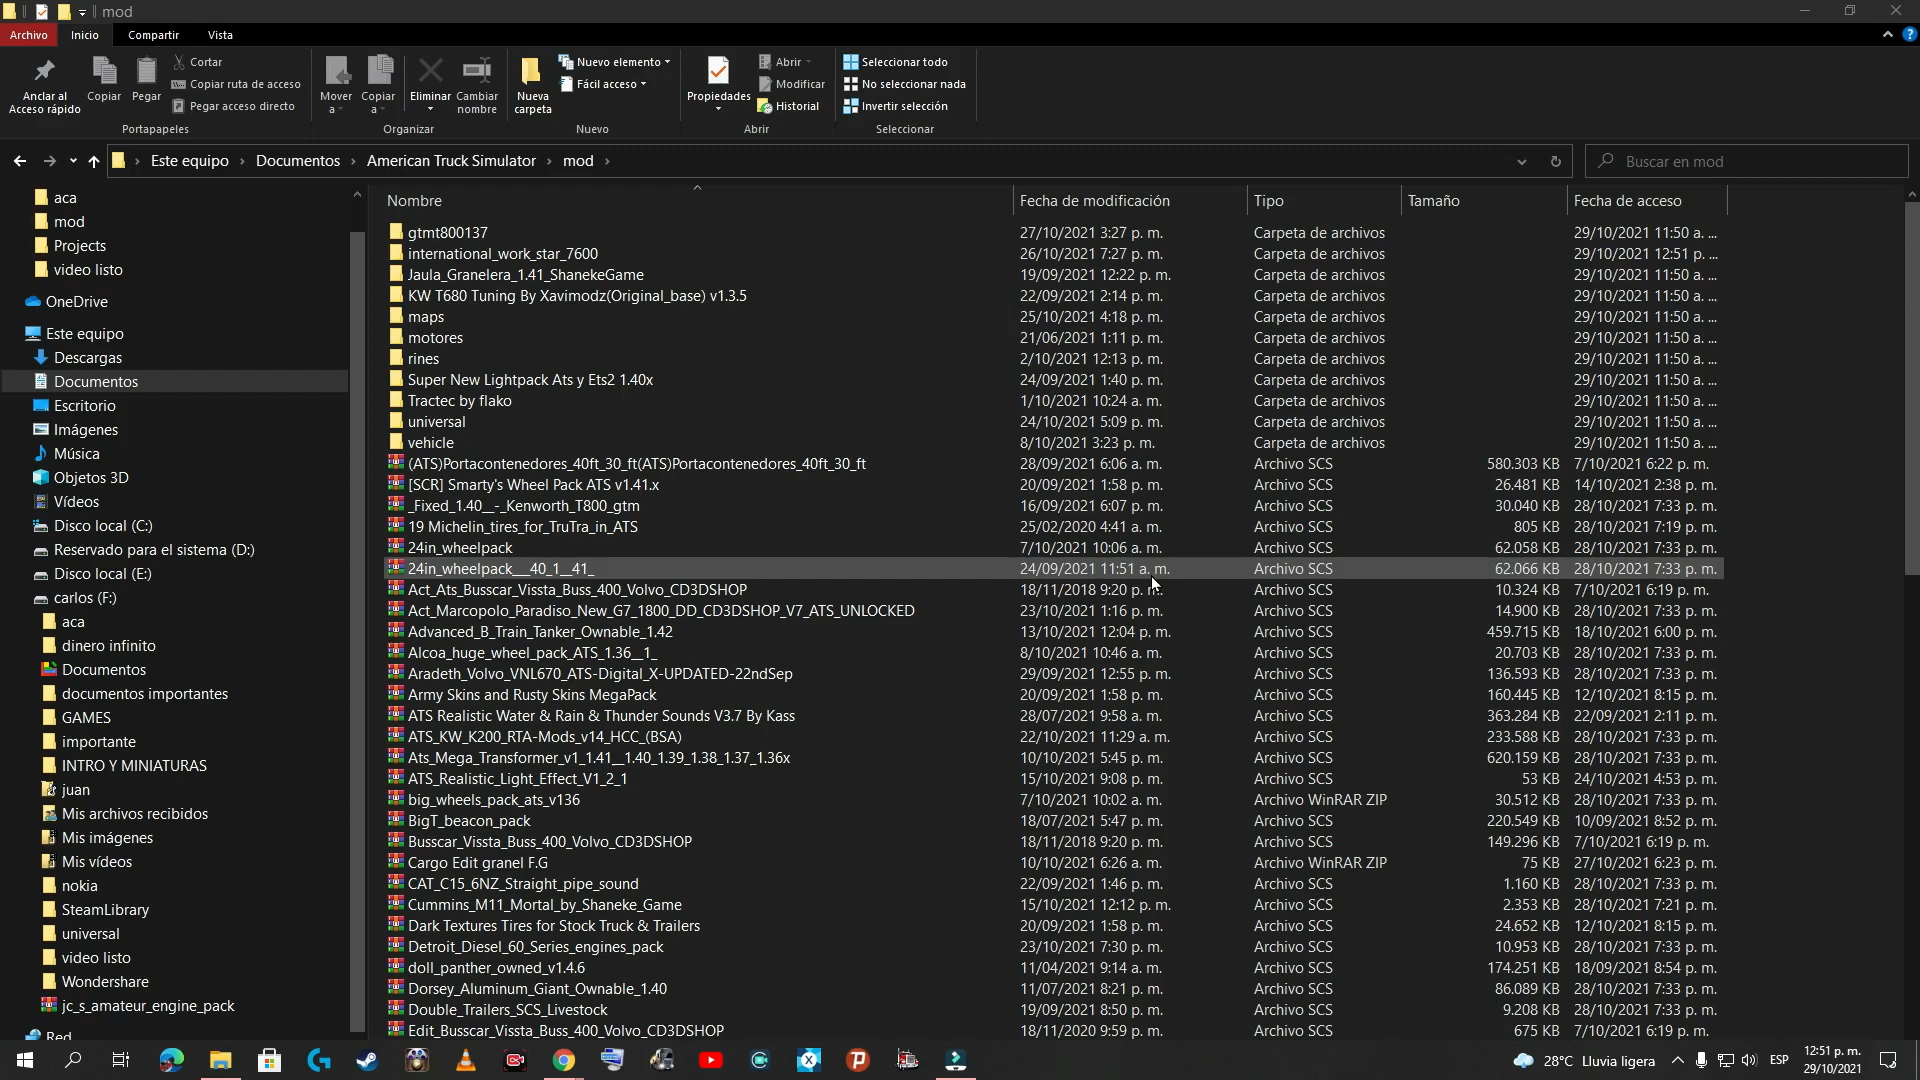 mod
Archivo Inicio Compartir Vista
Anclar al Acceso rápido
Copiar
Pegar
Cortar
Copiar ruta de acceso
Pegar acceso directo
Portapapeles
Mover a
Copiar a
Eliminar
Cambiar nombre
Organizar
Nueva carpeta
Nuevo elemento
Fácil acceso
Nuevo
Propiedades
Abrir
Modificar
Historial
Abrir
Seleccionar todo
No seleccionar nada
Invertir selección
Seleccionar
Este equipo › Documentos › American Truck Simulator › mod ›
Buscar en mod
aca
mod
Projects
video listo
OneDrive
Este equipo
Descargas
Documentos
Escritorio
Imágenes
Música
Objetos 3D
Vídeos
Disco local (C:)
Reservado para el sistema (D:)
Disco local (E:)
carlos (F:)
aca
dinero infinito
Documentos
documentos importantes
GAMES
importante
INTRO Y MINIATURAS
juan
Mis archivos recibidos
Mis imágenes
Mis vídeos
nokia
SteamLibrary
universal
video listo
Wondershare
jc_s_amateur_engine_pack
Red
Nombre Fecha de modificación Tipo Tamaño Fecha de acceso
gtmt800137 27/10/2021 3:27 p. m. Carpeta de archivos 29/10/2021 11:50 a. ...
international_work_star_7600 26/10/2021 7:27 p. m. Carpeta de archivos 29/10/2021 12:51 p. ...
Jaula_Granelera_1.41_ShanekeGame 19/09/2021 12:22 p. m. Carpeta de archivos 29/10/2021 11:50 a. ...
KW T680 Tuning By Xavimodz(Original_base) v1.3.5 22/09/2021 2:14 p. m. Carpeta de archivos 29/10/2021 11:50 a. ...
maps 25/10/2021 4:18 p. m. Carpeta de archivos 29/10/2021 11:50 a. ...
motores 21/06/2021 1:11 p. m. Carpeta de archivos 29/10/2021 11:50 a. ...
rines 2/10/2021 12:13 p. m. Carpeta de archivos 29/10/2021 11:50 a. ...
Super New Lightpack Ats y Ets2 1.40x 24/09/2021 1:40 p. m. Carpeta de archivos 29/10/2021 11:50 a. ...
Tractec by flako 1/10/2021 10:24 a. m. Carpeta de archivos 29/10/2021 11:50 a. ...
universal 24/10/2021 5:09 p. m. Carpeta de archivos 29/10/2021 11:50 a. ...
vehicle 8/10/2021 3:23 p. m. Carpeta de archivos 29/10/2021 11:50 a. ...
(ATS)Portacontenedores_40ft_30_ft(ATS)Portacontenedores_40ft_30_ft 28/09/2021 6:06 a. m. Archivo SCS 580.303 KB 7/10/2021 6:22 p. m.
[SCR] Smarty's Wheel Pack ATS v1.41.x 20/09/2021 1:58 p. m. Archivo SCS 26.481 KB 14/10/2021 2:38 p. m.
_Fixed_1.40__-_Kenworth_T800_gtm 16/09/2021 6:07 p. m. Archivo SCS 30.040 KB 28/10/2021 7:33 p. m.
19 Michelin_tires_for_TruTra_in_ATS 25/02/2020 4:41 a. m. Archivo SCS 805 KB 28/10/2021 7:19 p. m.
24in_wheelpack 7/10/2021 10:06 a. m. Archivo SCS 62.058 KB 28/10/2021 7:33 p. m.
24in_wheelpack___40_1__41_ 24/09/2021 11:51 a. m. Archivo SCS 62.066 KB 28/10/2021 7:33 p. m.
Act_Ats_Busscar_Vissta_Buss_400_Volvo_CD3DSHOP 18/11/2018 9:20 p. m. Archivo SCS 10.324 KB 7/10/2021 6:19 p. m.
Act_Marcopolo_Paradiso_New_G7_1800_DD_CD3DSHOP_V7_ATS_UNLOCKED 23/10/2021 1:16 p. m. Archivo SCS 14.900 KB 28/10/2021 7:33 p. m.
Advanced_B_Train_Tanker_Ownable_1.42 13/10/2021 12:04 p. m. Archivo SCS 459.715 KB 18/10/2021 6:00 p. m.
Alcoa_huge_wheel_pack_ATS_1.36__1_ 8/10/2021 10:46 a. m. Archivo SCS 20.703 KB 28/10/2021 7:33 p. m.
Aradeth_Volvo_VNL670_ATS-Digital_X-UPDATED-22ndSep 29/09/2021 12:55 p. m. Archivo SCS 136.593 KB 28/10/2021 7:33 p. m.
Army Skins and Rusty Skins MegaPack 20/09/2021 1:58 p. m. Archivo SCS 160.445 KB 12/10/2021 8:15 p. m.
ATS Realistic Water & Rain & Thunder Sounds V3.7 By Kass 28/07/2021 9:58 a. m. Archivo SCS 363.284 KB 22/09/2021 2:11 p. m.
ATS_KW_K200_RTA-Mods_v14_HCC_(BSA) 22/10/2021 11:29 a. m. Archivo SCS 233.588 KB 28/10/2021 7:33 p. m.
Ats_Mega_Transformer_v1_1.41__1.40_1.39_1.38_1.37_1.36x 10/10/2021 5:45 p. m. Archivo SCS 620.159 KB 28/10/2021 7:33 p. m.
ATS_Realistic_Light_Effect_V1_2_1 15/10/2021 9:08 p. m. Archivo SCS 53 KB 24/10/2021 4:53 p. m.
big_wheels_pack_ats_v136 7/10/2021 10:02 a. m. Archivo WinRAR ZIP 30.512 KB 28/10/2021 7:33 p. m.
BigT_beacon_pack 18/07/2021 5:47 p. m. Archivo SCS 220.549 KB 10/09/2021 8:52 p. m.
Busscar_Vissta_Buss_400_Volvo_CD3DSHOP 18/11/2018 9:20 p. m. Archivo SCS 149.296 KB 7/10/2021 6:19 p. m.
Cargo Edit granel F.G 10/10/2021 6:26 a. m. Archivo WinRAR ZIP 75 KB 27/10/2021 6:23 p. m.
CAT_C15_6NZ_Straight_pipe_sound 22/09/2021 1:46 p. m. Archivo SCS 1.160 KB 28/10/2021 7:33 p. m.
Cummins_M11_Mortal_by_Shaneke_Game 15/10/2021 12:12 p. m. Archivo SCS 2.353 KB 28/10/2021 7:21 p. m.
Dark Textures Tires for Stock Truck & Trailers 20/09/2021 1:58 p. m. Archivo SCS 24.652 KB 12/10/2021 8:15 p. m.
Detroit_Diesel_60_Series_engines_pack 23/10/2021 7:30 p. m. Archivo SCS 10.953 KB 28/10/2021 7:33 p. m.
doll_panther_owned_v1.4.6 11/04/2021 9:14 a. m. Archivo SCS 174.251 KB 18/09/2021 8:54 p. m.
Dorsey_Aluminum_Giant_Ownable_1.40 11/07/2021 8:21 p. m. Archivo SCS 86.089 KB 28/10/2021 7:33 p. m.
Double_Trailers_SCS_Livestock 19/09/2021 8:50 p. m. Archivo SCS 9.208 KB 28/10/2021 7:33 p. m.
Edit_Busscar_Vissta_Buss_400_Volvo_CD3DSHOP 18/11/2020 9:59 p. m. Archivo SCS 675 KB 7/10/2021 6:19 p. m.
28°C Lluvia ligera ESP 12:51 p. m.
29/10/2021